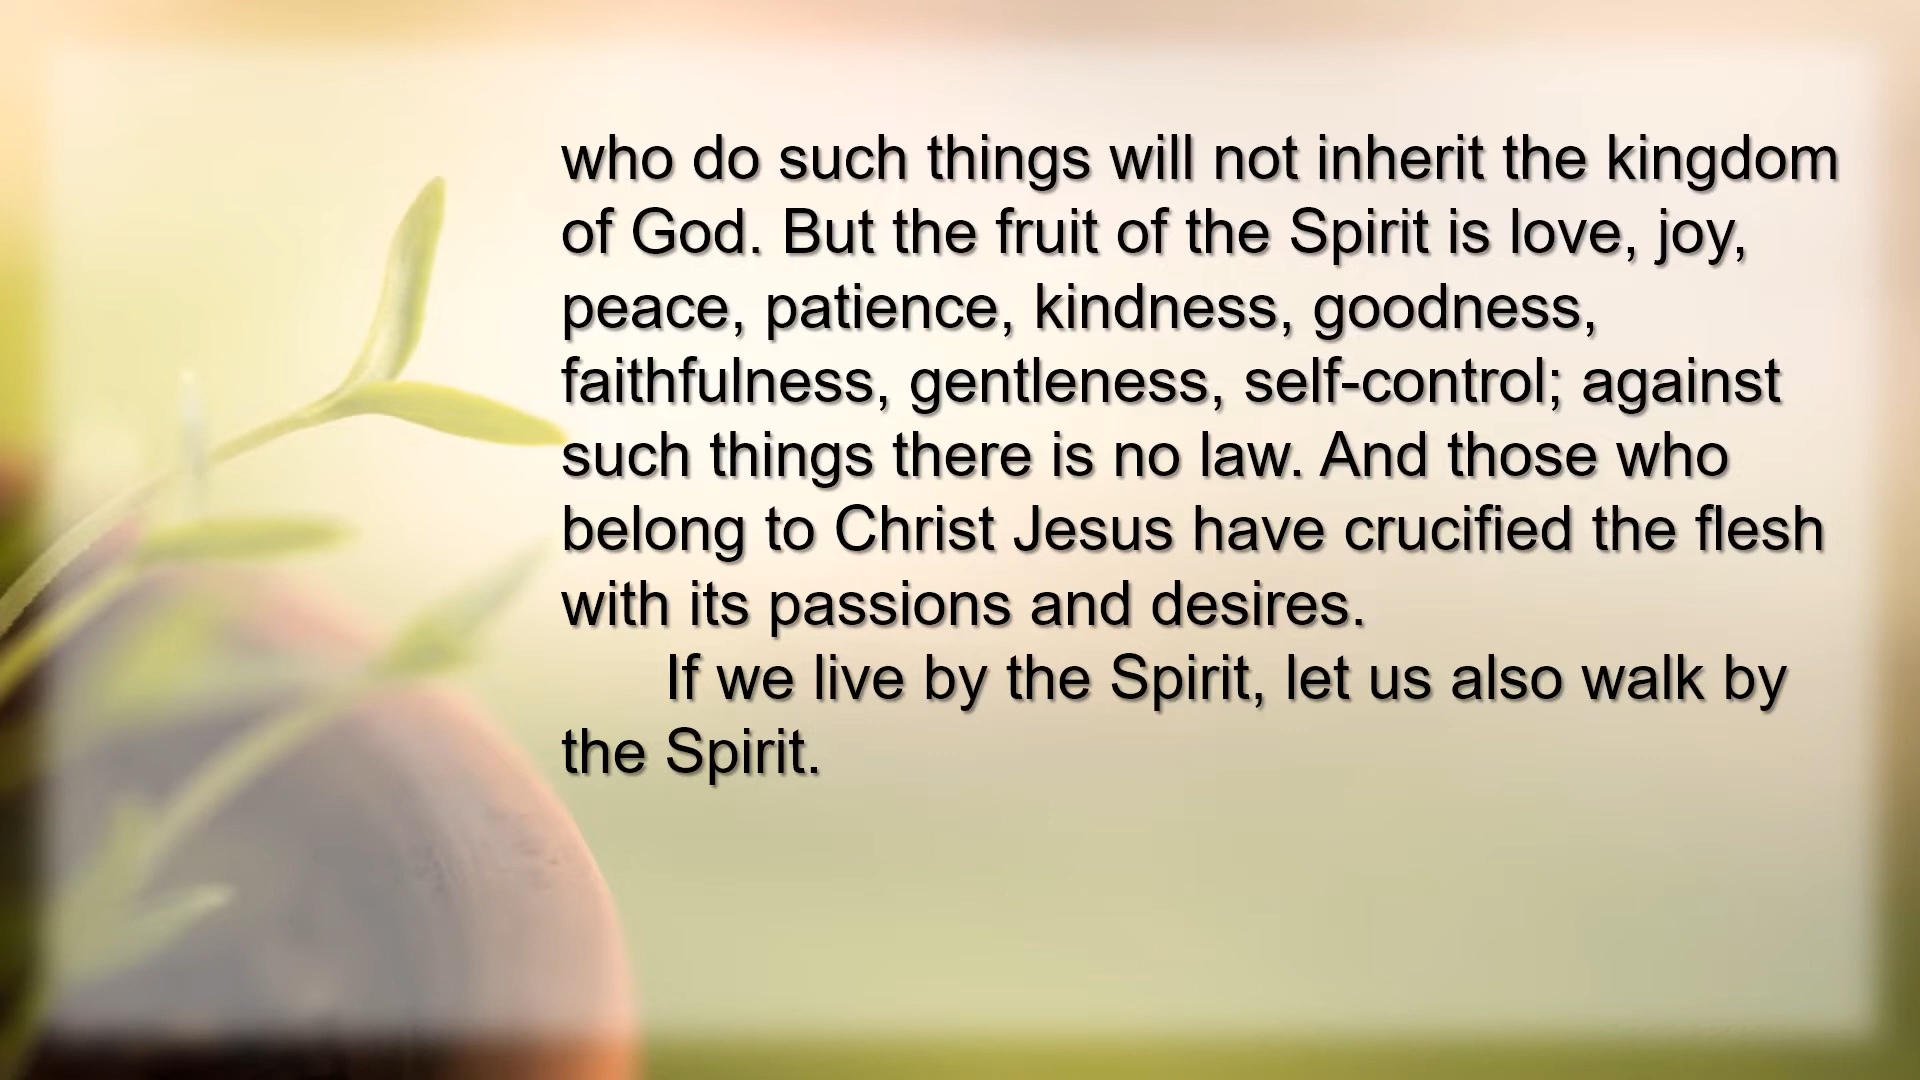 who do such things will not inherit the kingdom
of God. But the fruit of the Spirit is love, joy,
peace, patience, kindness, goodness,
faithfulness, gentleness, self-control; against
such things there is no law. And those who
belong to Christ Jesus have crucified the flesh
with its passions and desires.
If we live by the Spirit, let us also walk by
the Spirit.